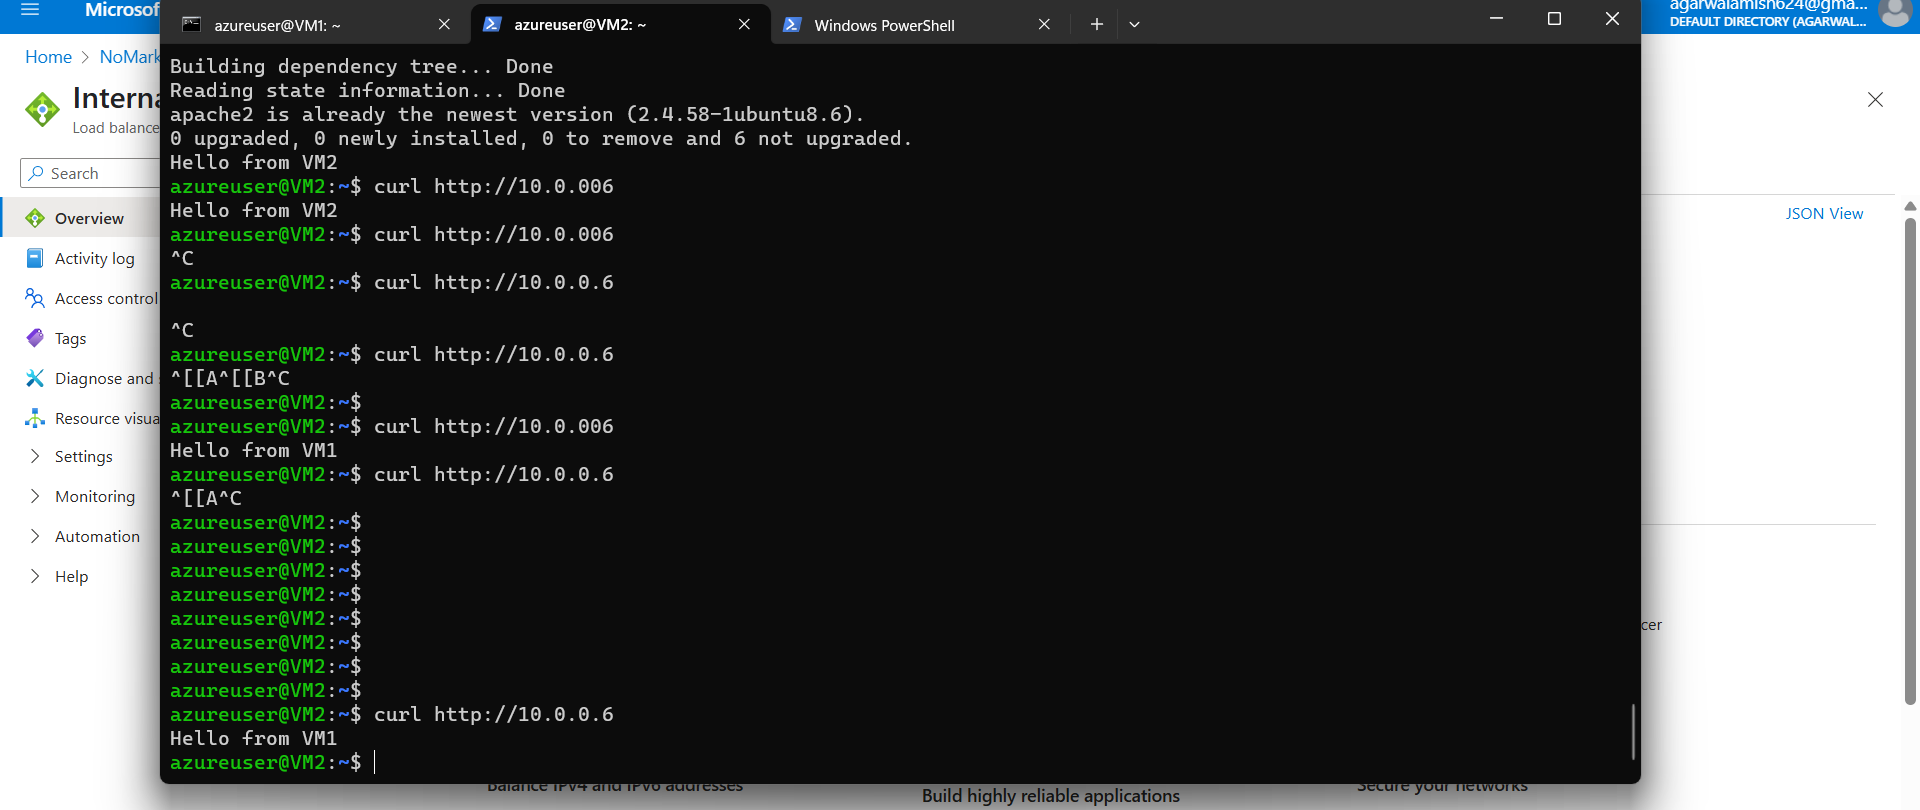 Microsof
agarwalamish624@gma...
DEFAULT DIRECTORY (AGARWAL...
azureuser@VM1: ~
azureuser@VM2: ~
Windows PowerShell
Home > NoMark
Interna
Load balance
Search
Overview
Activity log
Access control
Tags
Diagnose and s
Resource visua
Settings
Monitoring
Automation
Help
Building dependency tree... Done
Reading state information... Done
apache2 is already the newest version (2.4.58-1ubuntu8.6).
0 upgraded, 0 newly installed, 0 to remove and 6 not upgraded.
Hello from VM2
azureuser@VM2:~$ curl http://10.0.006
Hello from VM2
azureuser@VM2:~$ curl http://10.0.006
^C
azureuser@VM2:~$ curl http://10.0.0.6
^C
azureuser@VM2:~$ curl http://10.0.0.6
^[[A^[[B^C
azureuser@VM2:~$
azureuser@VM2:~$ curl http://10.0.006
Hello from VM1
azureuser@VM2:~$ curl http://10.0.0.6
^[[A^C
azureuser@VM2:~$
azureuser@VM2:~$
azureuser@VM2:~$
azureuser@VM2:~$
azureuser@VM2:~$
azureuser@VM2:~$
azureuser@VM2:~$
azureuser@VM2:~$
azureuser@VM2:~$ curl http://10.0.0.6
Hello from VM1
azureuser@VM2:~$
JSON View
cer
Balance IPv4 and IPv6 addresses
Build highly reliable applications
Secure your networks